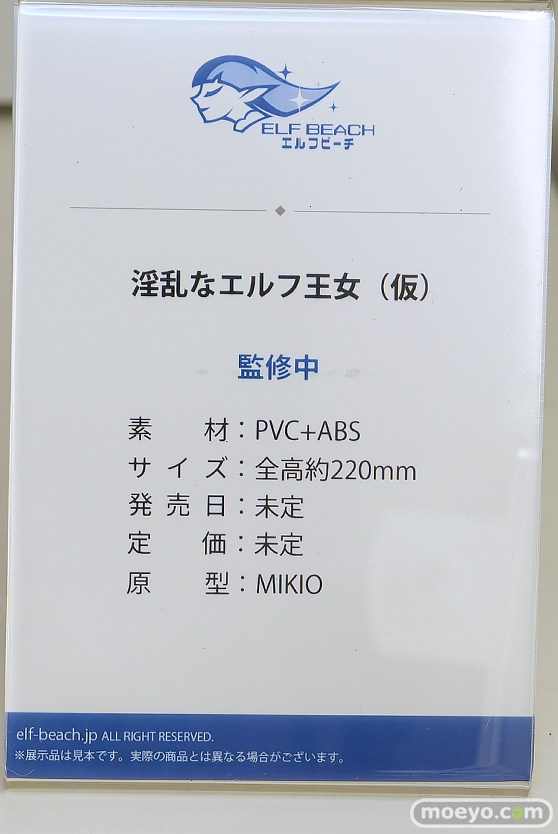 ELF BEACH
エルフビーチ
淫乱なエルフ王女（仮）
監修中
素材：PVC+ABS
サイズ：全高約220mm
発売日：未定
定価：未定
原型：MIKIO
elf-beach.jp ALL RIGHT RESERVED.
※展示品は見本です。実際の商品とは異なる場合がございます。
moeyo.com